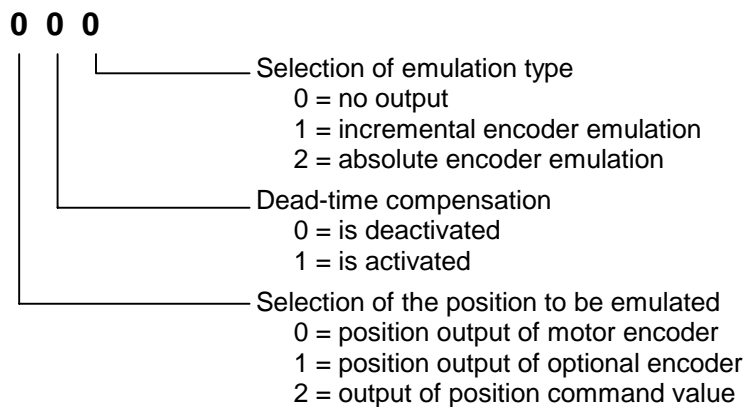 0 0 0
Selection of emulation type
0 = no output
1 = incremental encoder emulation
2 = absolute encoder emulation
Dead-time compensation
0 = is deactivated
1 = is activated
Selection of the position to be emulated
0 = position output of motor encoder
1 = position output of optional encoder
2 = output of position command value